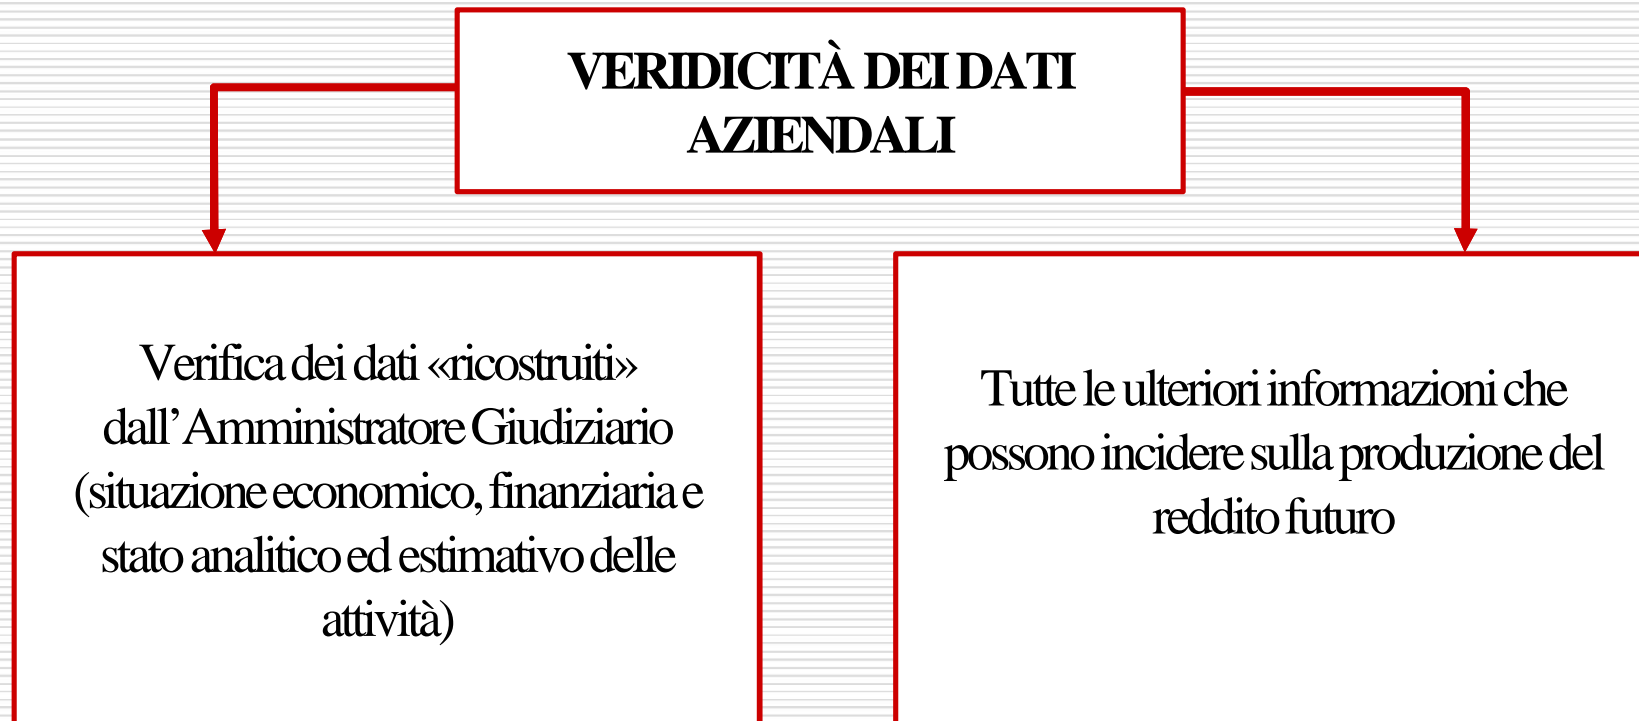 VERIDICITÀ DEI DATI
AZIENDALI
Verifica dei dati «ricostruiti»
dall’Amministratore Giudiziario
(situazione economico, finanziaria e
stato analitico ed estimativo delle
attività)
Tutte le ulteriori informazioni che
possono incidere sulla produzione del
reddito futuro